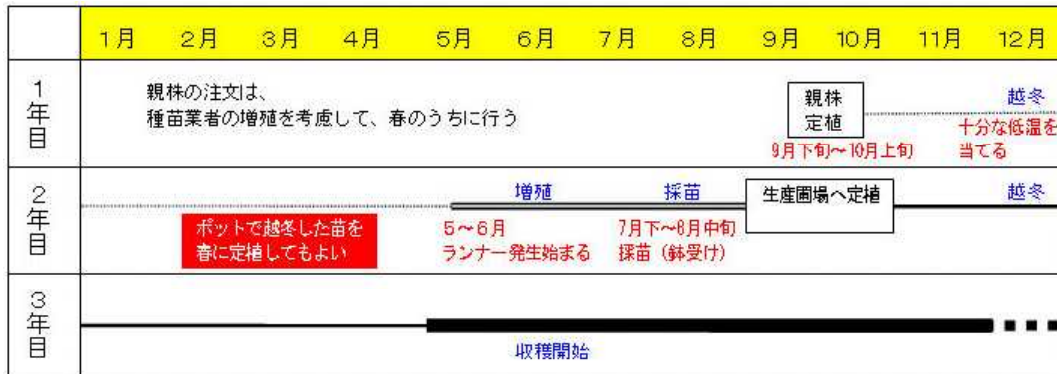 1月 2月 3月 4月 5月 6月 7月 8月 9月 10月 11月 12月
1年目
親株の注文は、
種苗業者の増殖を考慮して、春のうちに行う
親株
定植
9月下旬～10月上旬
越冬
十分な低温を
当てる
2年目
ポットで越冬した苗を
春に定植してもよい
増殖
5～6月
ランナー発生始まる
採苗
7月下～8月中旬
採苗（鉢受け）
生産圃場へ定植
越冬
3年目
収穫開始